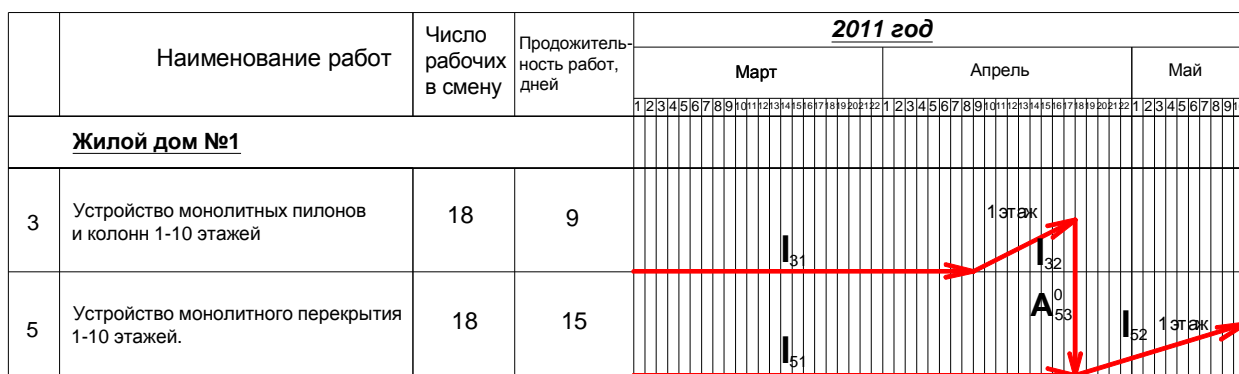 2011 год
Наименование работ
Число
рабочих
в смену
Продожитель-
ность работ,
дней
Март
Апрель
Май
1 2 3 4 5 6 7 8 9 10 11 12 13 14 15 16 17 18 19 20 21 22 1 2 3 4 5 6 7 8 9 10 11 12 13 14 15 16 17 18 19 20 21 22 1 2 3 4 5 6 7 8 9
Жилой дом №1
3
Устройство монолитных пилонов
и колонн 1-10 этажей
18
9
1 этаж
I31
I32
5
Устройство монолитного перекрытия
1-10 этажей.
18
15
A053
I52
1 этаж
I51